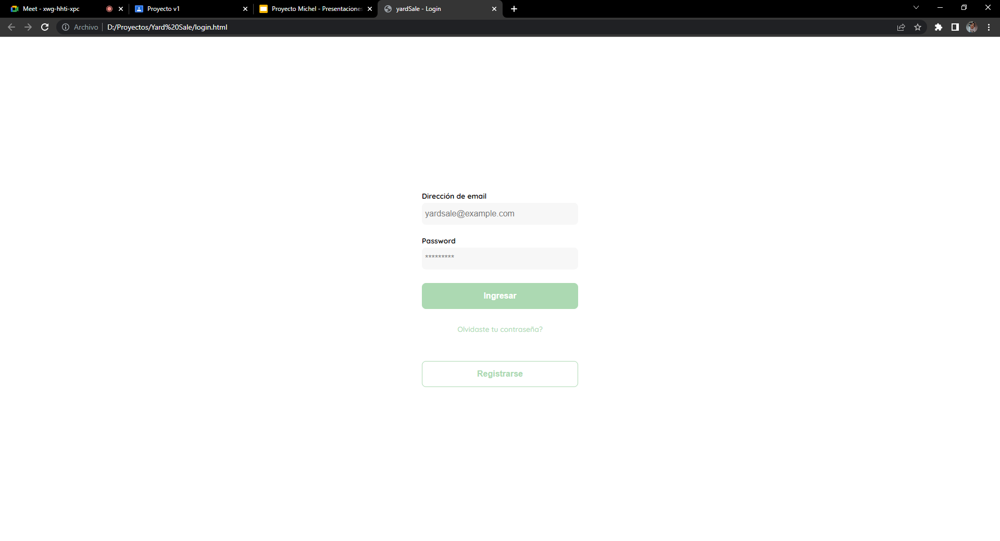 Meet - xwg-hhti-xpc
Proyecto v1
Proyecto Michel - Presentaciones
yardSale - Login
Archivo
D:/Proyectos/Yard%20Sale/login.html
Dirección de email
yardsale@example.com
Password
*********
Ingresar
Olvidaste tu contraseña?
Registrarse